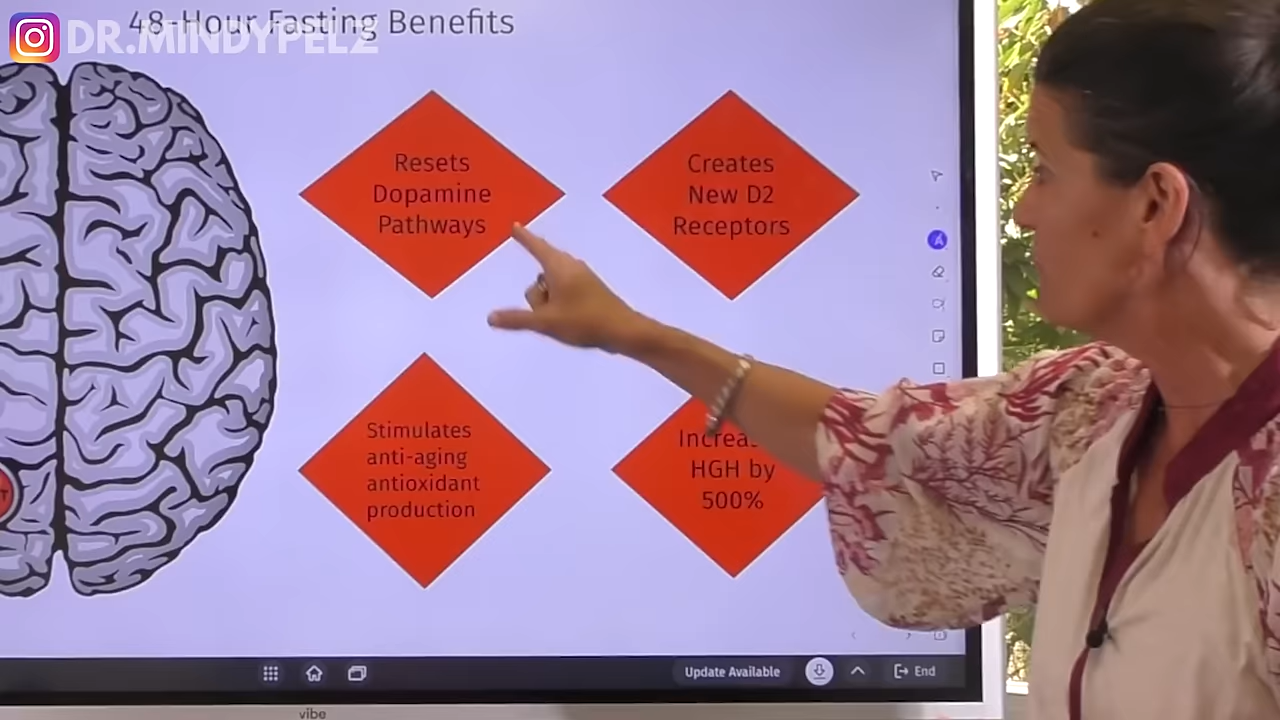 48-Hour Fasting Benefits
DR.MINDYPELZ
Resets
Dopamine
Pathways
Creates
New D2
Receptors
Stimulates
anti-aging
antioxidant
production
HGH by
500%
Update Available
End
vibe